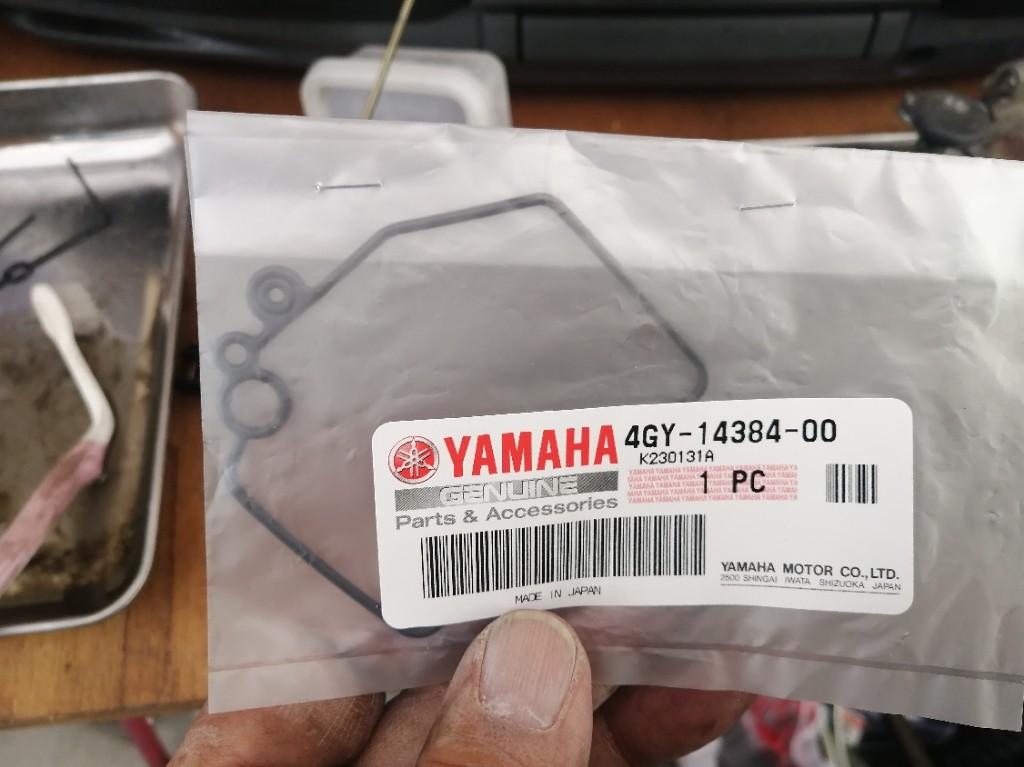 YAMAHA 4GY-14384-00
K230131A
GENUINE
1 PC
Parts & Accessories
YAMAHA MOTOR CO.,LTD.
2500 SHINGAI IWATA SHIZUOKA JAPAN
MADE IN JAPAN